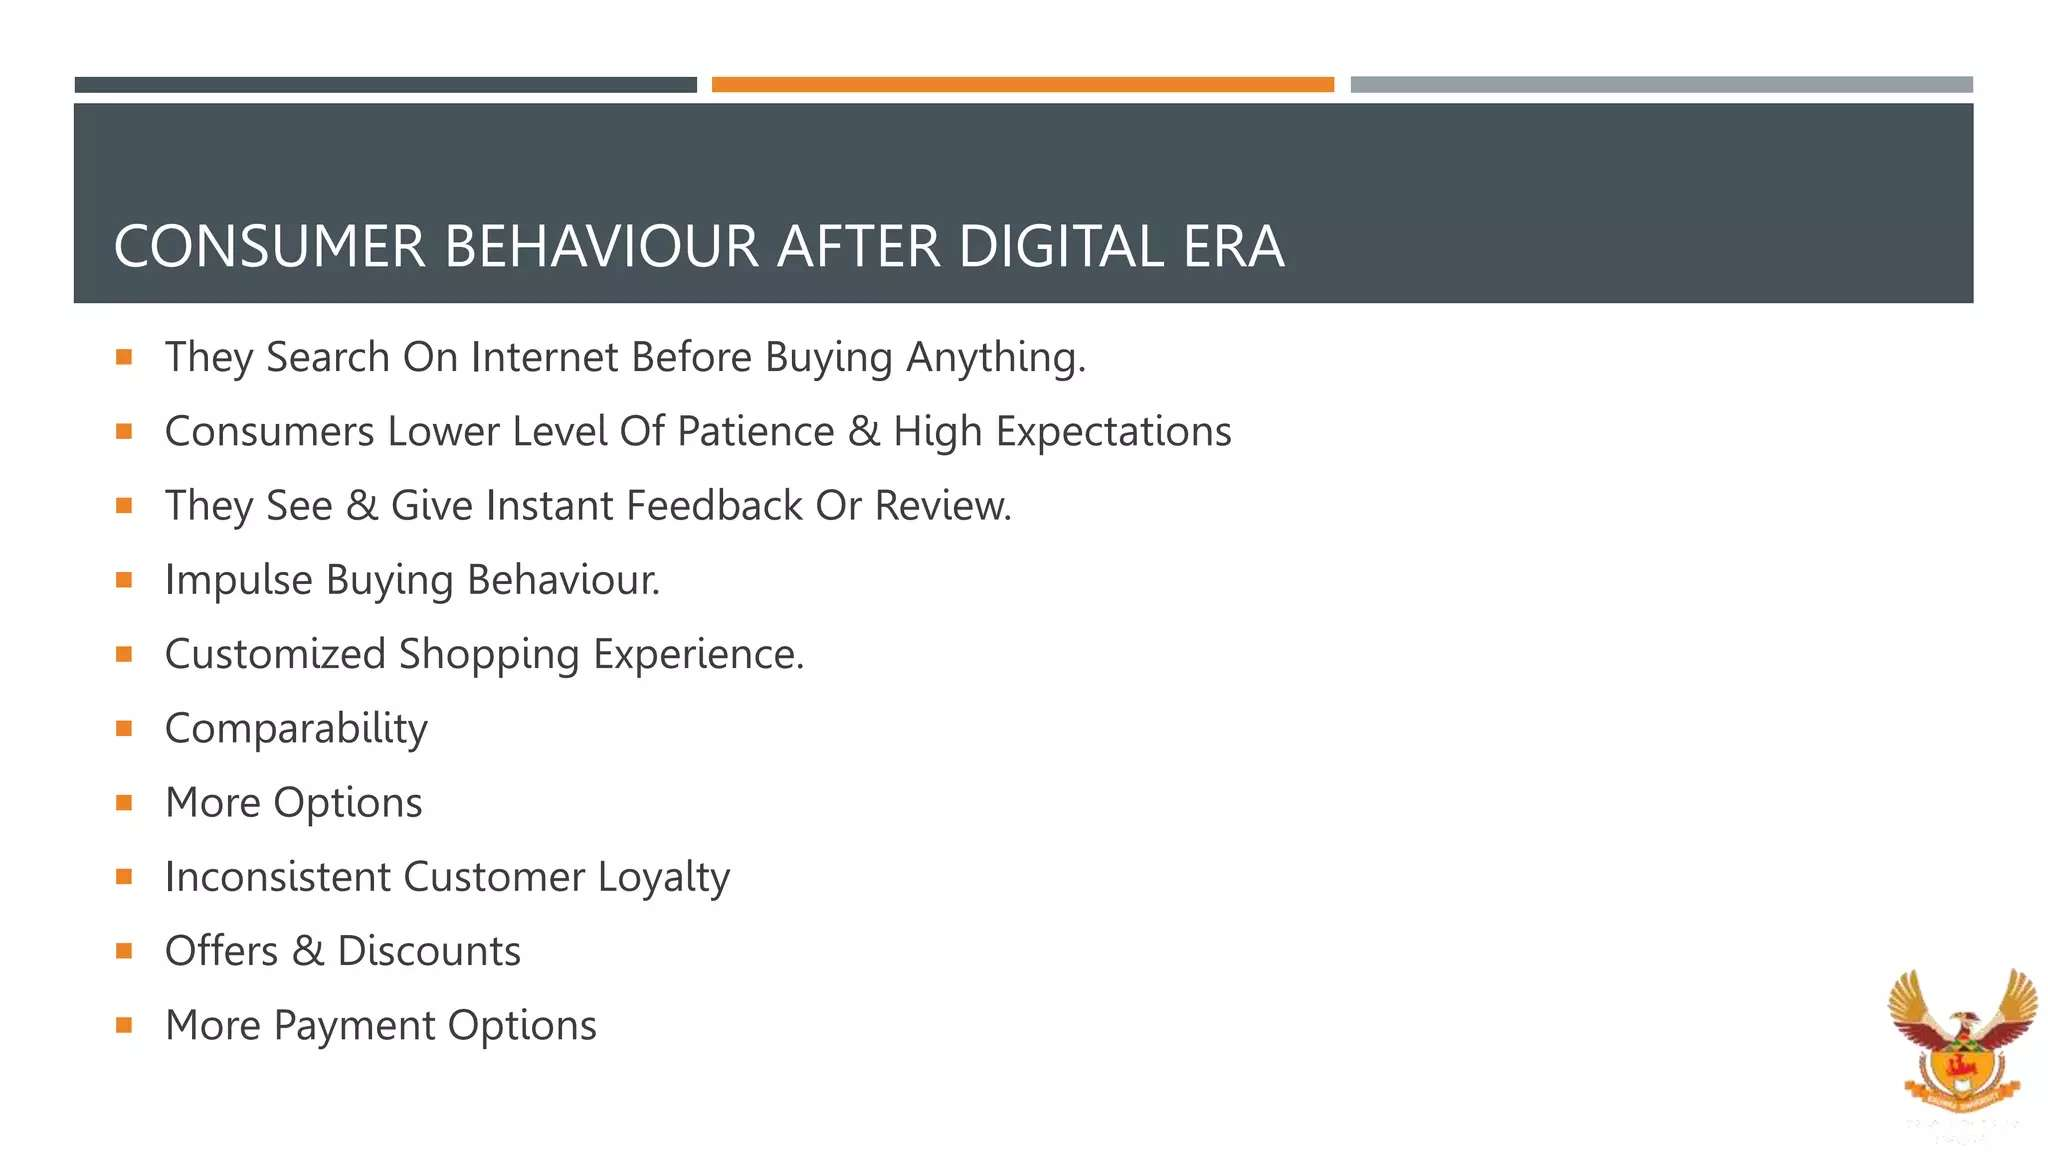 CONSUMER BEHAVIOUR AFTER DIGITAL ERA
They Search On Internet Before Buying Anything.
Consumers Lower Level Of Patience & High Expectations
They See & Give Instant Feedback Or Review.
Impulse Buying Behaviour.
Customized Shopping Experience.
Comparability
More Options
Inconsistent Customer Loyalty
Offers & Discounts
More Payment Options